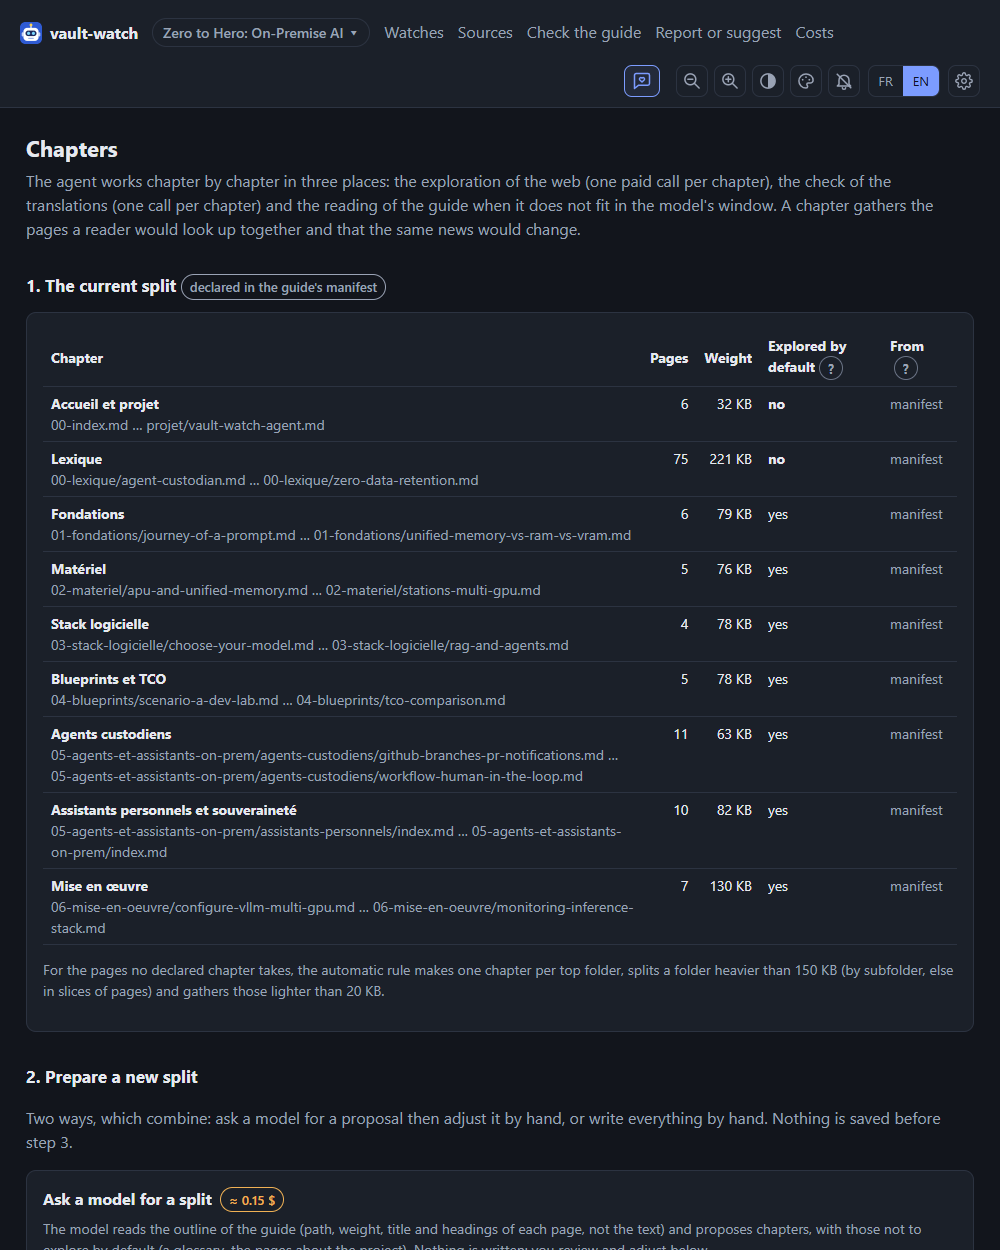 vault-watch
Zero to Hero: On-Premise AI ▾
Watches
Sources
Check the guide
Report or suggest
Costs
FR
EN
Chapters
The agent works chapter by chapter in three places: the exploration of the web (one paid call per chapter), the check of the
translations (one call per chapter) and the reading of the guide when it does not fit in the model's window. A chapter gathers the
pages a reader would look up together and that the same news would change.
1. The current split declared in the guide's manifest
Chapter Pages Weight Explored by default ? From ?
Accueil et projet 6 32 KB no manifest
00-index.md ... projet/vault-watch-agent.md
Lexique 75 221 KB no manifest
00-lexique/agent-custodian.md ... 00-lexique/zero-data-retention.md
Fondations 6 79 KB yes manifest
01-fondations/journey-of-a-prompt.md ... 01-fondations/unified-memory-vs-ram-vs-vram.md
Matériel 5 76 KB yes manifest
02-materiel/apu-and-unified-memory.md ... 02-materiel/stations-multi-gpu.md
Stack logicielle 4 78 KB yes manifest
03-stack-logicielle/choose-your-model.md ... 03-stack-logicielle/rag-and-agents.md
Blueprints et TCO 5 78 KB yes manifest
04-blueprints/scenario-a-dev-lab.md ... 04-blueprints/tco-comparison.md
Agents custodiens 11 63 KB yes manifest
05-agents-et-assistants-on-prem/agents-custodiens/github-branches-pr-notifications.md ...
05-agents-et-assistants-on-prem/agents-custodiens/workflow-human-in-the-loop.md
Assistants personnels et souveraineté 10 82 KB yes manifest
05-agents-et-assistants-on-prem/assistants-personnels/index.md ... 05-agents-et-assistants-
on-prem/index.md
Mise en œuvre 7 130 KB yes manifest
06-mise-en-oeuvre/configure-vllm-multi-gpu.md ... 06-mise-en-oeuvre/monitoring-inference-
stack.md
For the pages no declared chapter takes, the automatic rule makes one chapter per top folder, splits a folder heavier than 150 KB (by subfolder, else
in slices of pages) and gathers those lighter than 20 KB.
2. Prepare a new split
Two ways, which combine: ask a model for a proposal then adjust it by hand, or write everything by hand. Nothing is saved before
step 3.
Ask a model for a split ≈ 0.15 $
The model reads the outline of the guide (path, weight, title and headings of each page, not the text) and proposes chapters, with those not to
explore by default (a glossary, the pages about the project). Nothing is written: you review and adjust below.